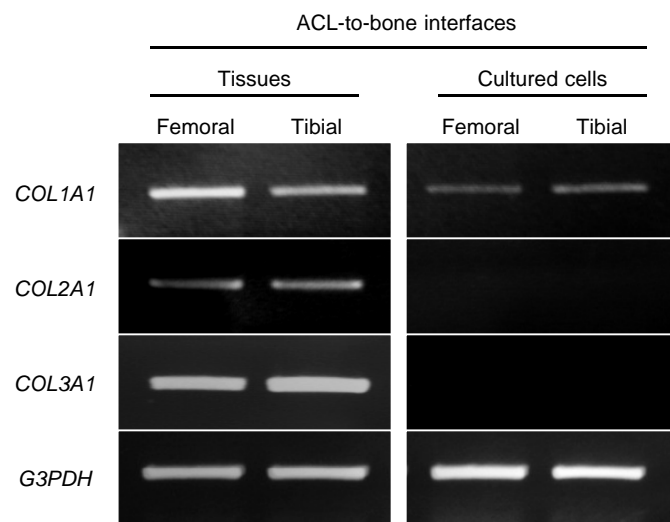 ACL-to-bone interfaces
Tissues Cultured cells
Femoral Tibial Femoral Tibial
COL1A1
COL2A1
COL3A1
G3PDH